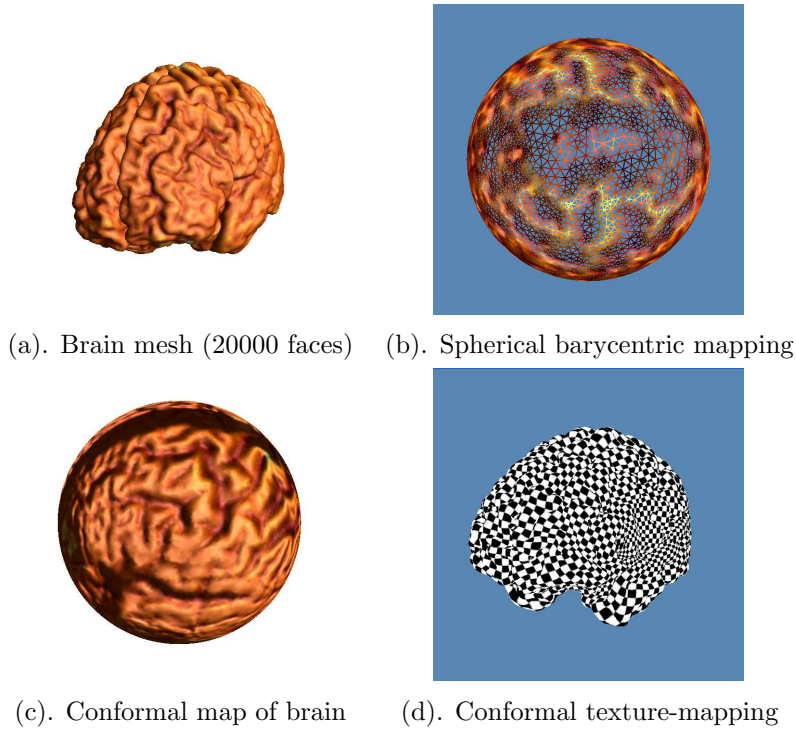 (a). Brain mesh (20000 faces)
(b). Spherical barycentric mapping
(c). Conformal map of brain
(d). Conformal texture-mapping